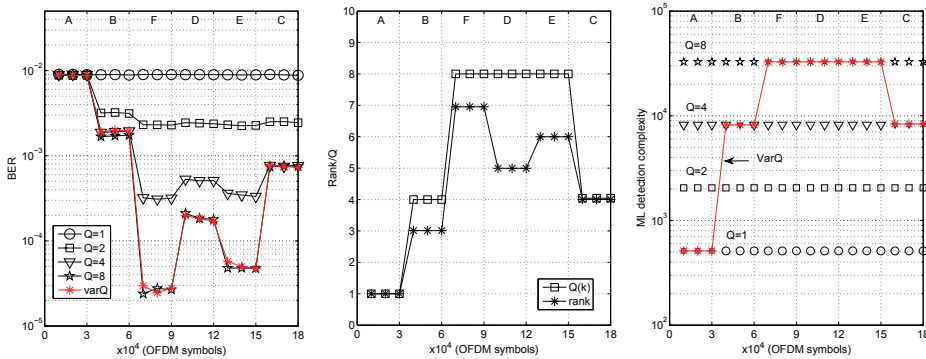 A B F D E C
10^-2
10^-3
10^-4
10^-5
BER
Q=1
Q=2
Q=4
Q=8
varQ
0 3 6 9 12 15 18
x10^4 (OFDM symbols)
A B F D E C
10
9
8
7
6
5
4
3
2
1
0
Rank/Q
Q(k)
rank
0 3 6 9 12 15 18
x10^4 (OFDM symbols)
A B F D E C
10^5
10^4
10^3
10^2
ML detection complexity
Q=8
Q=4
VarQ
Q=2
Q=1
0 3 6 9 12 15 18
x10^4 (OFDM symbols)